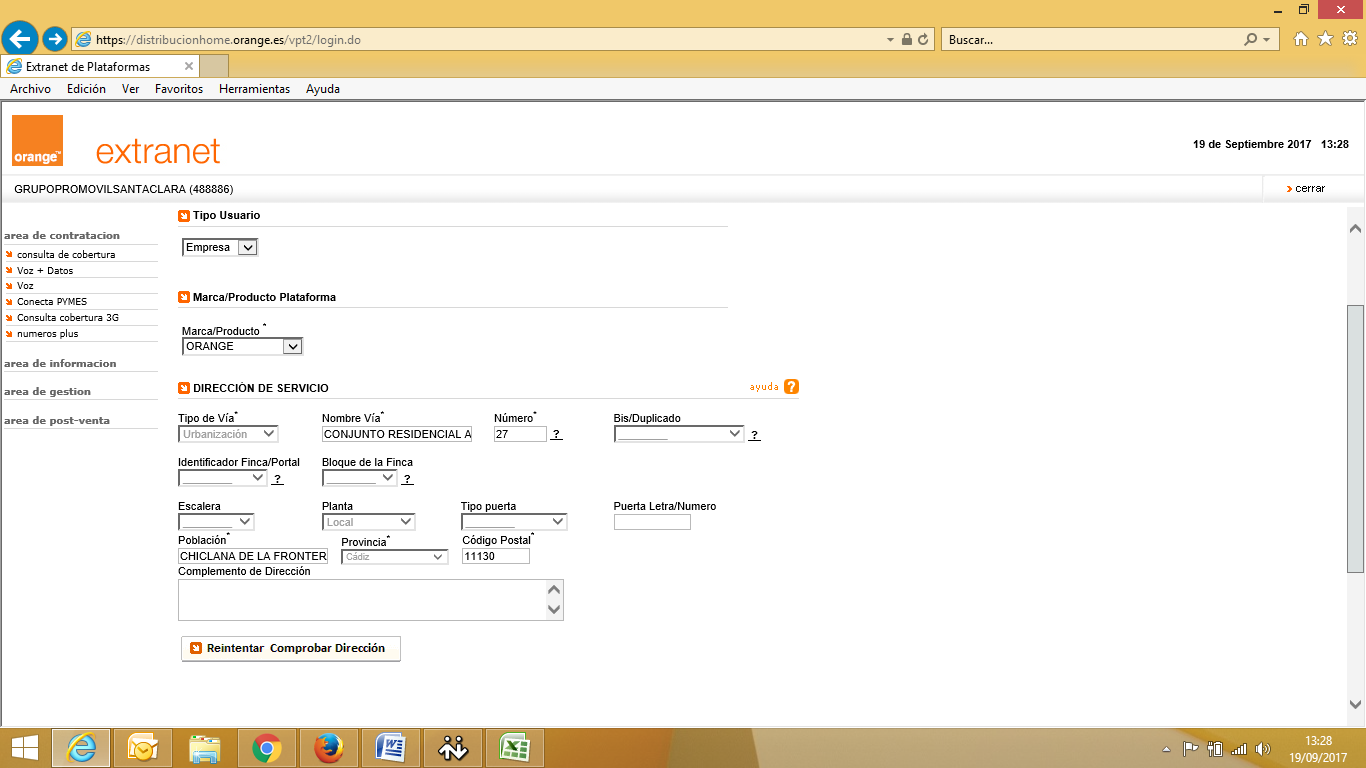 https://distribucionhome.orange.es/vpt2/login.do
Buscar...
Extranet de Plataformas
Archivo Edición Ver Favoritos Herramientas Ayuda
orange™
extranet
19 de Septiembre 2017 13:28
GRUPOPROMOVILSANTACLARA (488886)
cerrar
area de contratacion
consulta de cobertura
Voz + Datos
Voz
Conecta PYMES
Consulta cobertura 3G
numeros plus
area de informacion
area de gestion
area de post-venta
Tipo Usuario
Empresa
Marca/Producto Plataforma
Marca/Producto *
ORANGE
DIRECCIÓN DE SERVICIO
ayuda ?
Tipo de Vía* Nombre Vía* Número* Bis/Duplicado
Urbanización CONJUNTO RESIDENCIAL A 27 ? ?
Identificador Finca/Portal Bloque de la Finca
? ?
Escalera Planta Tipo puerta Puerta Letra/Numero
Local
Población* Provincia* Código Postal*
CHICLANA DE LA FRONTER Cádiz 11130
Complemento de Dirección
Reintentar Comprobar Dirección
13:28
19/09/2017